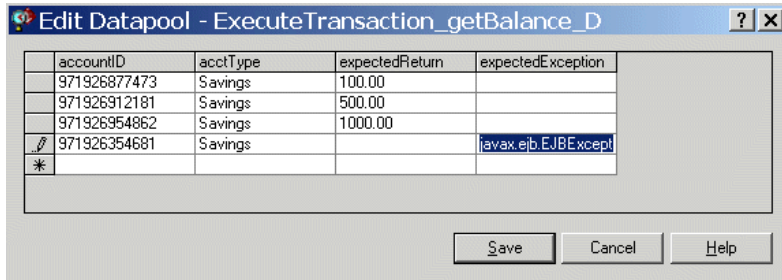 Edit Datapool - ExecuteTransaction_getBalance_D ? X
accountID acctType expectedReturn expectedException
971926877473 Savings 100.00
971926912181 Savings 500.00
971926954862 Savings 1000.00
971926354681 Savings javax.ejb.EJBExcept
*
Save Cancel Help